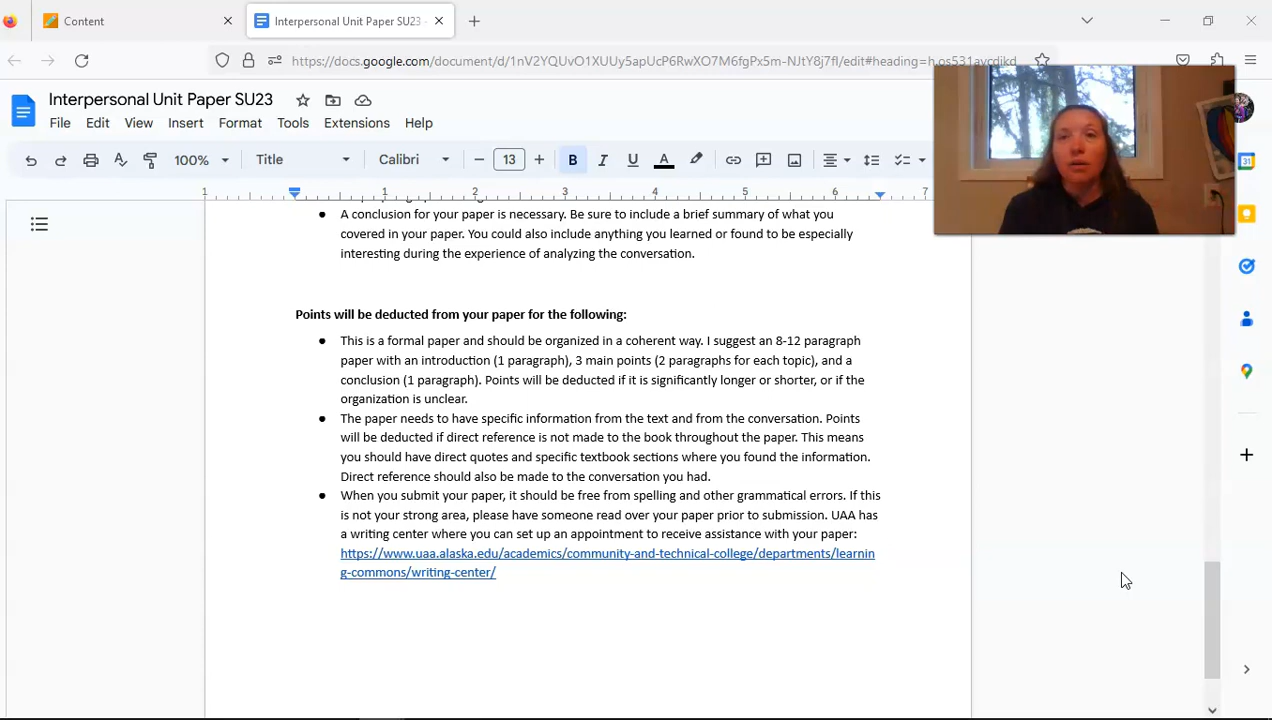 Content
Interpersonal Unit Paper SU23 -
https://docs.google.com/document/d/1nV2YQUvO1XUUy5apUcP6RwXO7M6fgPx5m-NJtY8j7fI/edit#heading=h.
Interpersonal Unit Paper SU23
File Edit View Insert Format Tools Extensions Help
100% Title Calibri 13 B I U A
1 1 2 3 4 5 6 7
31
A conclusion for your paper is necessary. Be sure to include a brief summary of what you
covered in your paper. You could also include anything you learned or found to be especially
interesting during the experience of analyzing the conversation.
Points will be deducted from your paper for the following:
This is a formal paper and should be organized in a coherent way. I suggest an 8-12 paragraph
paper with an introduction (1 paragraph), 3 main points (2 paragraphs for each topic), and a
conclusion (1 paragraph). Points will be deducted if it is significantly longer or shorter, or if the
organization is unclear.
The paper needs to have specific information from the text and from the conversation. Points
will be deducted if direct reference is not made to the book throughout the paper. This means
you should have direct quotes and specific textbook sections where you found the information.
Direct reference should also be made to the conversation you had.
When you submit your paper, it should be free from spelling and other grammatical errors. If this
is not your strong area, please have someone read over your paper prior to submission. UAA has
a writing center where you can set up an appointment to receive assistance with your paper:
https://www.uaa.alaska.edu/academics/community-and-technical-college/departments/learnin
g-commons/writing-center/